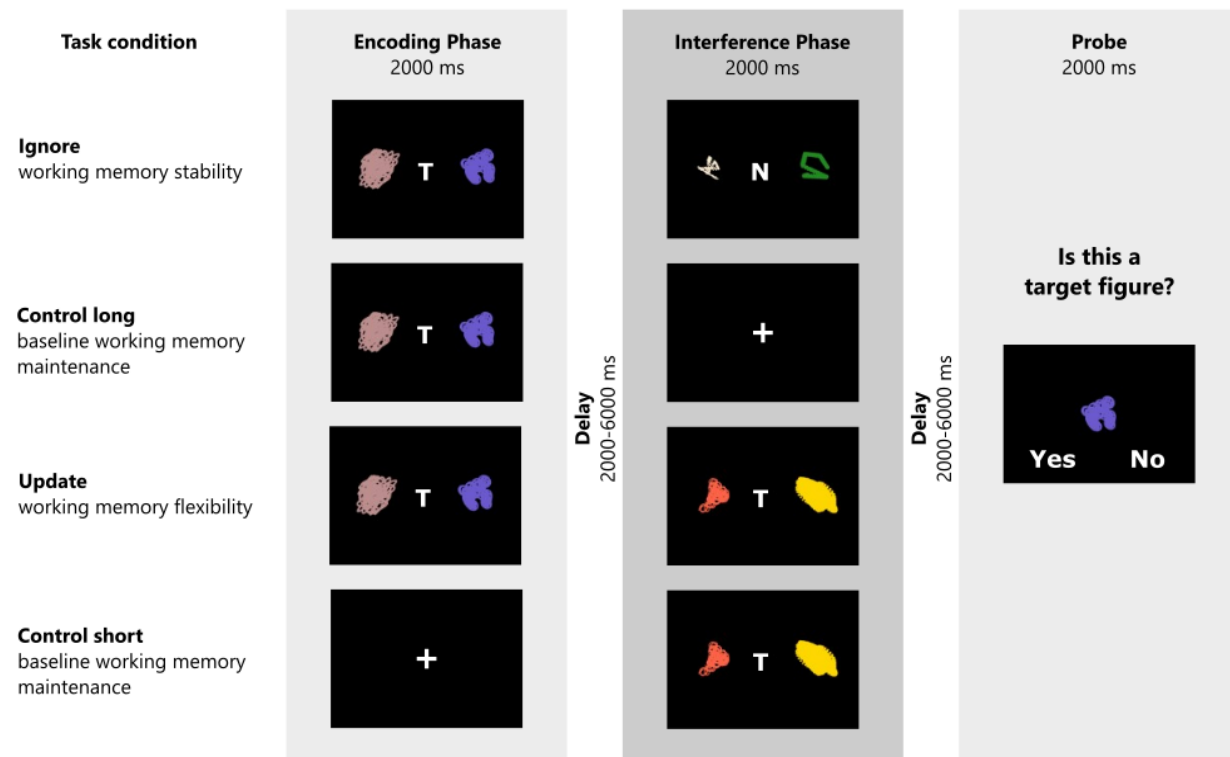 Task condition
Encoding Phase
2000 ms
Interference Phase
2000 ms
Probe
2000 ms
Ignore
working memory stability
T
N
Control long
baseline working memory
maintenance
T
+
Update
working memory flexibility
T
T
Control short
baseline working memory
maintenance
+
T
Delay
2000-6000 ms
Delay
2000-6000 ms
Is this a
target figure?
Yes No